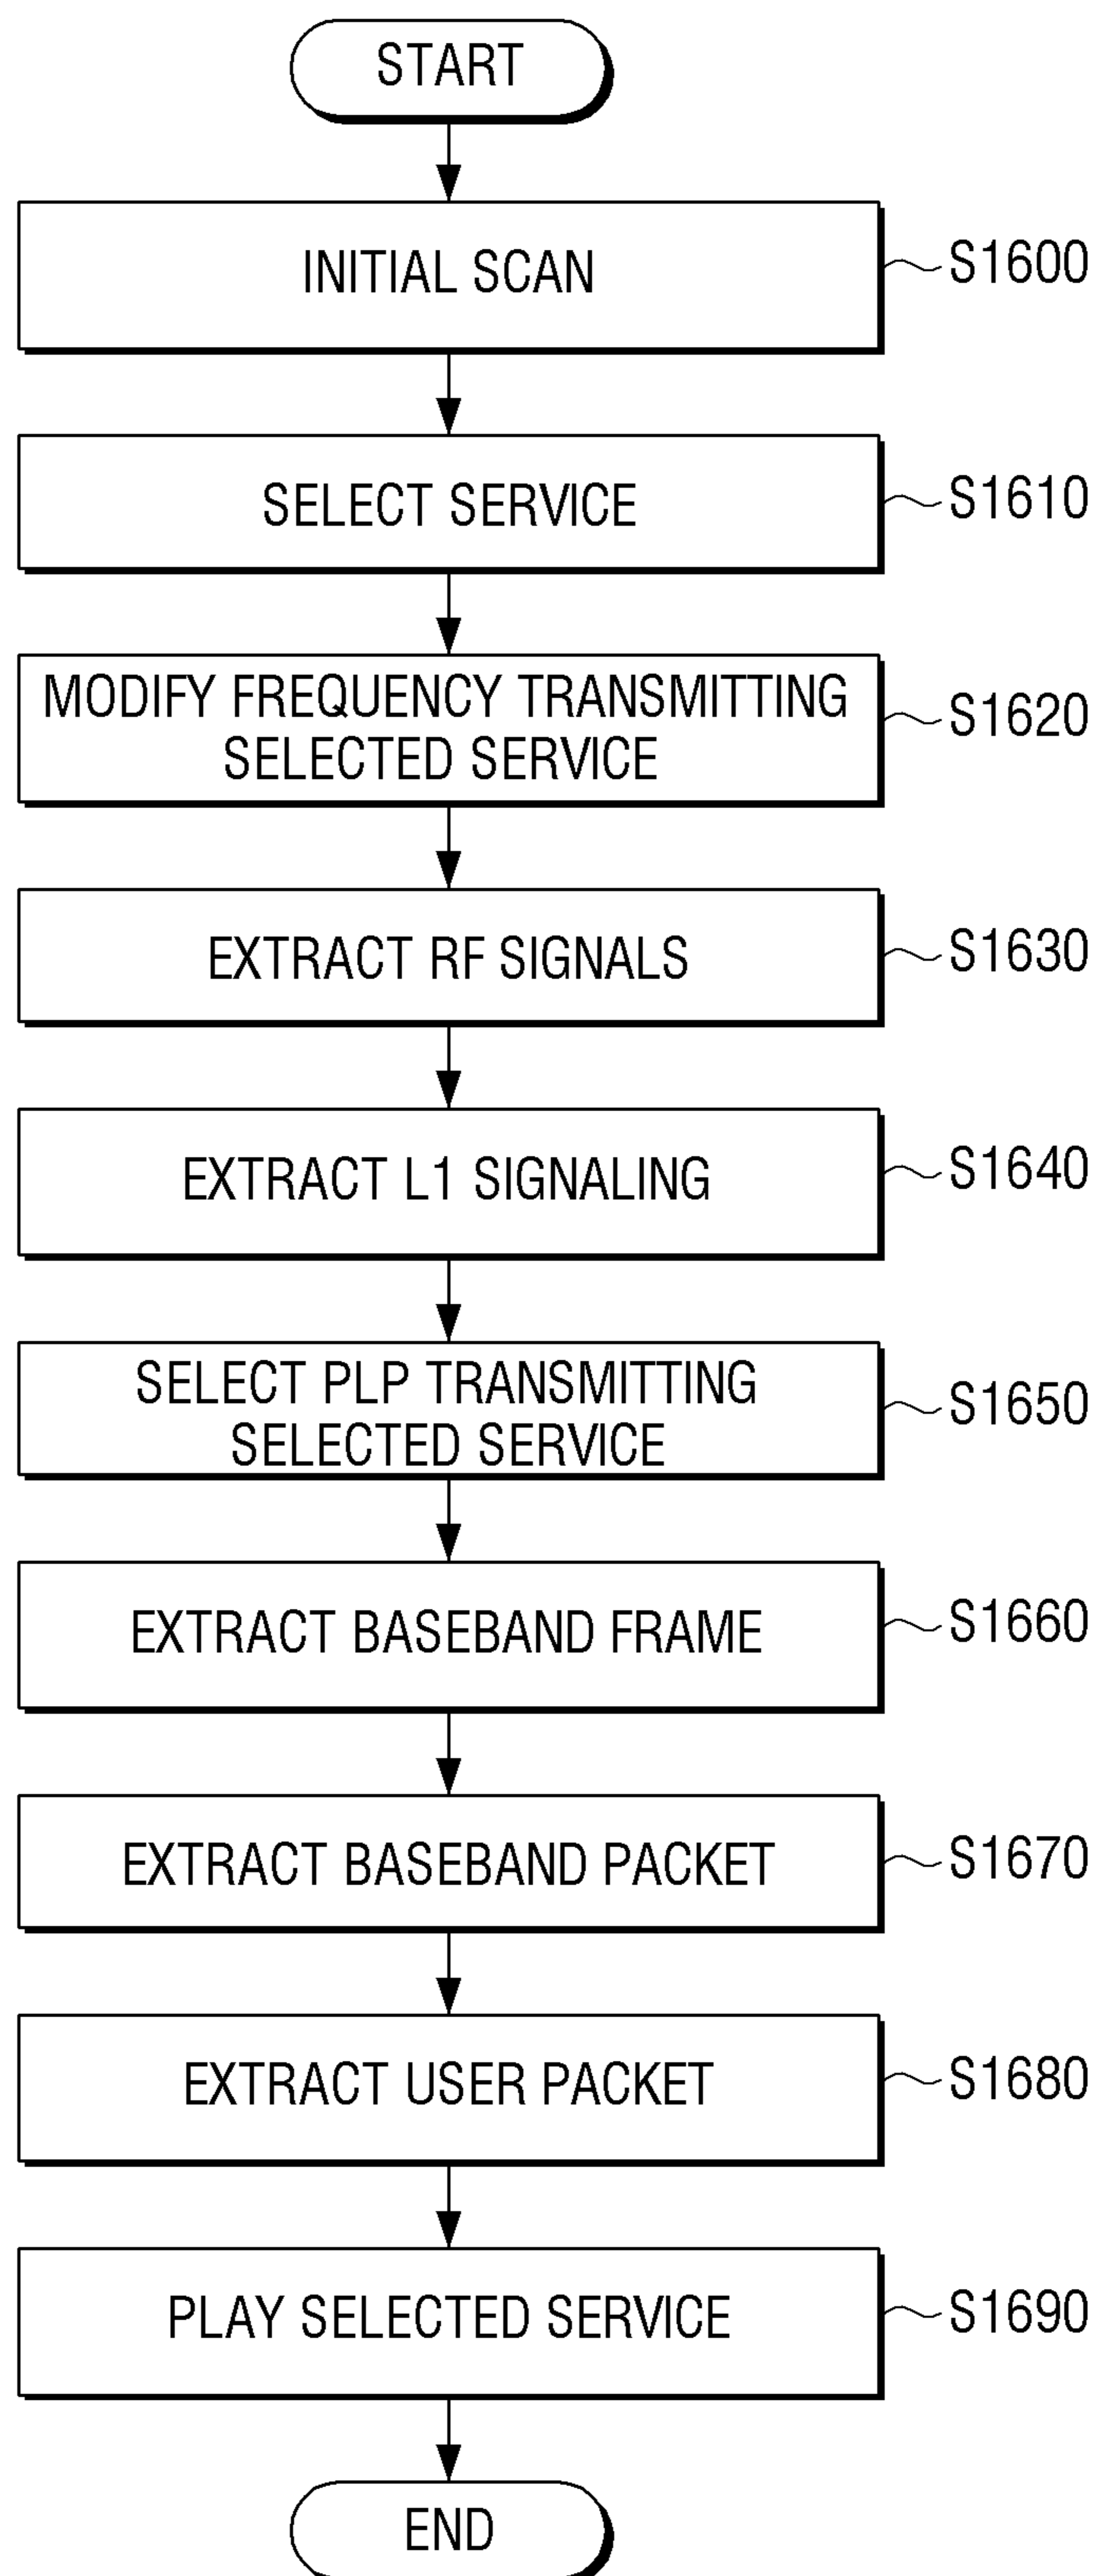 START
INITIAL SCAN
S1600
SELECT SERVICE
S1610
MODIFY FREQUENCY TRANSMITTING
SELECTED SERVICE
S1620
EXTRACT RF SIGNALS
S1630
EXTRACT L1 SIGNALING
S1640
SELECT PLP TRANSMITTING
SELECTED SERVICE
S1650
EXTRACT BASEBAND FRAME
S1660
EXTRACT BASEBAND PACKET
S1670
EXTRACT USER PACKET
S1680
PLAY SELECTED SERVICE
S1690
END